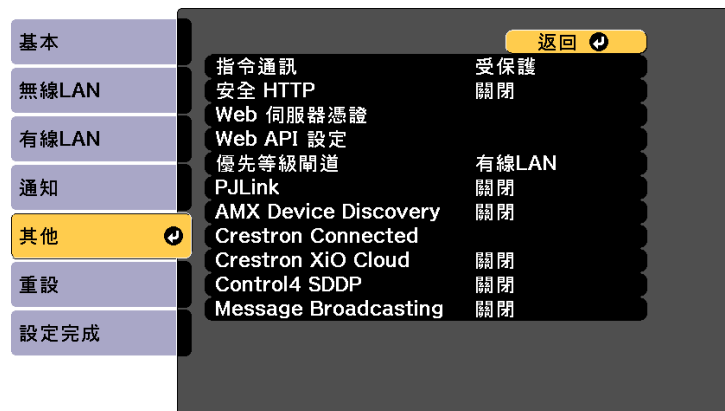 基本
無線LAN
有線LAN
通知
其他
重設
設定完成
返回
指令通訊 受保護
安全 HTTP 關閉
Web 伺服器憑證
Web API 設定
優先等級閘道 有線LAN
PJLink 關閉
AMX Device Discovery 關閉
Crestron Connected
Crestron XiO Cloud 關閉
Control4 SDDP 關閉
Message Broadcasting 關閉